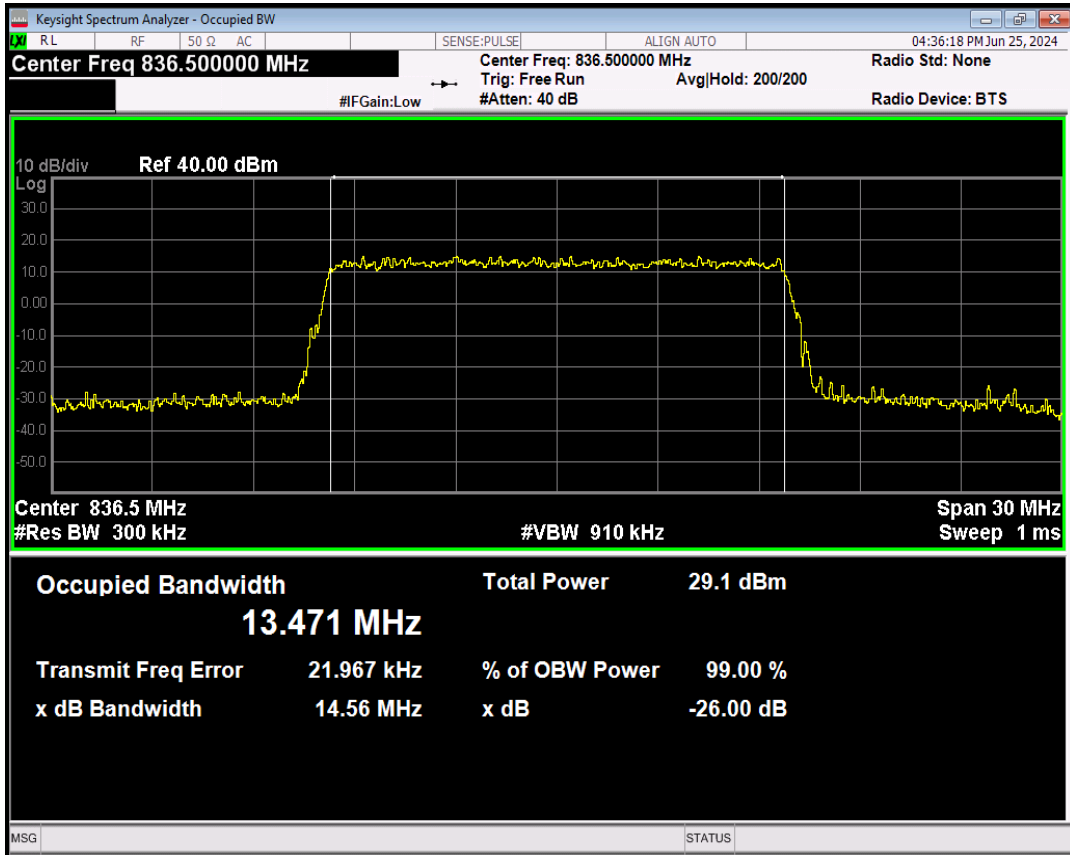 Keysight Spectrum Analyzer - Occupied BW
LXI RL RF 50 Ω AC SENSE:PULSE ALIGN AUTO 04:36:18 PM Jun 25, 2024
Center Freq 836.500000 MHz Center Freq: 836.500000 MHz Radio Std: None
Trig: Free Run Avg|Hold: 200/200
#IFGain:Low #Atten: 40 dB Radio Device: BTS
10 dB/div Ref 40.00 dBm
Log
30.0
20.0
10.0
0.00
-10.0
-20.0
-30.0
-40.0
-50.0
Center 836.5 MHz Span 30 MHz
#Res BW 300 kHz #VBW 910 kHz Sweep 1 ms
Occupied Bandwidth Total Power 29.1 dBm
13.471 MHz
Transmit Freq Error 21.967 kHz % of OBW Power 99.00 %
x dB Bandwidth 14.56 MHz x dB -26.00 dB
MSG STATUS